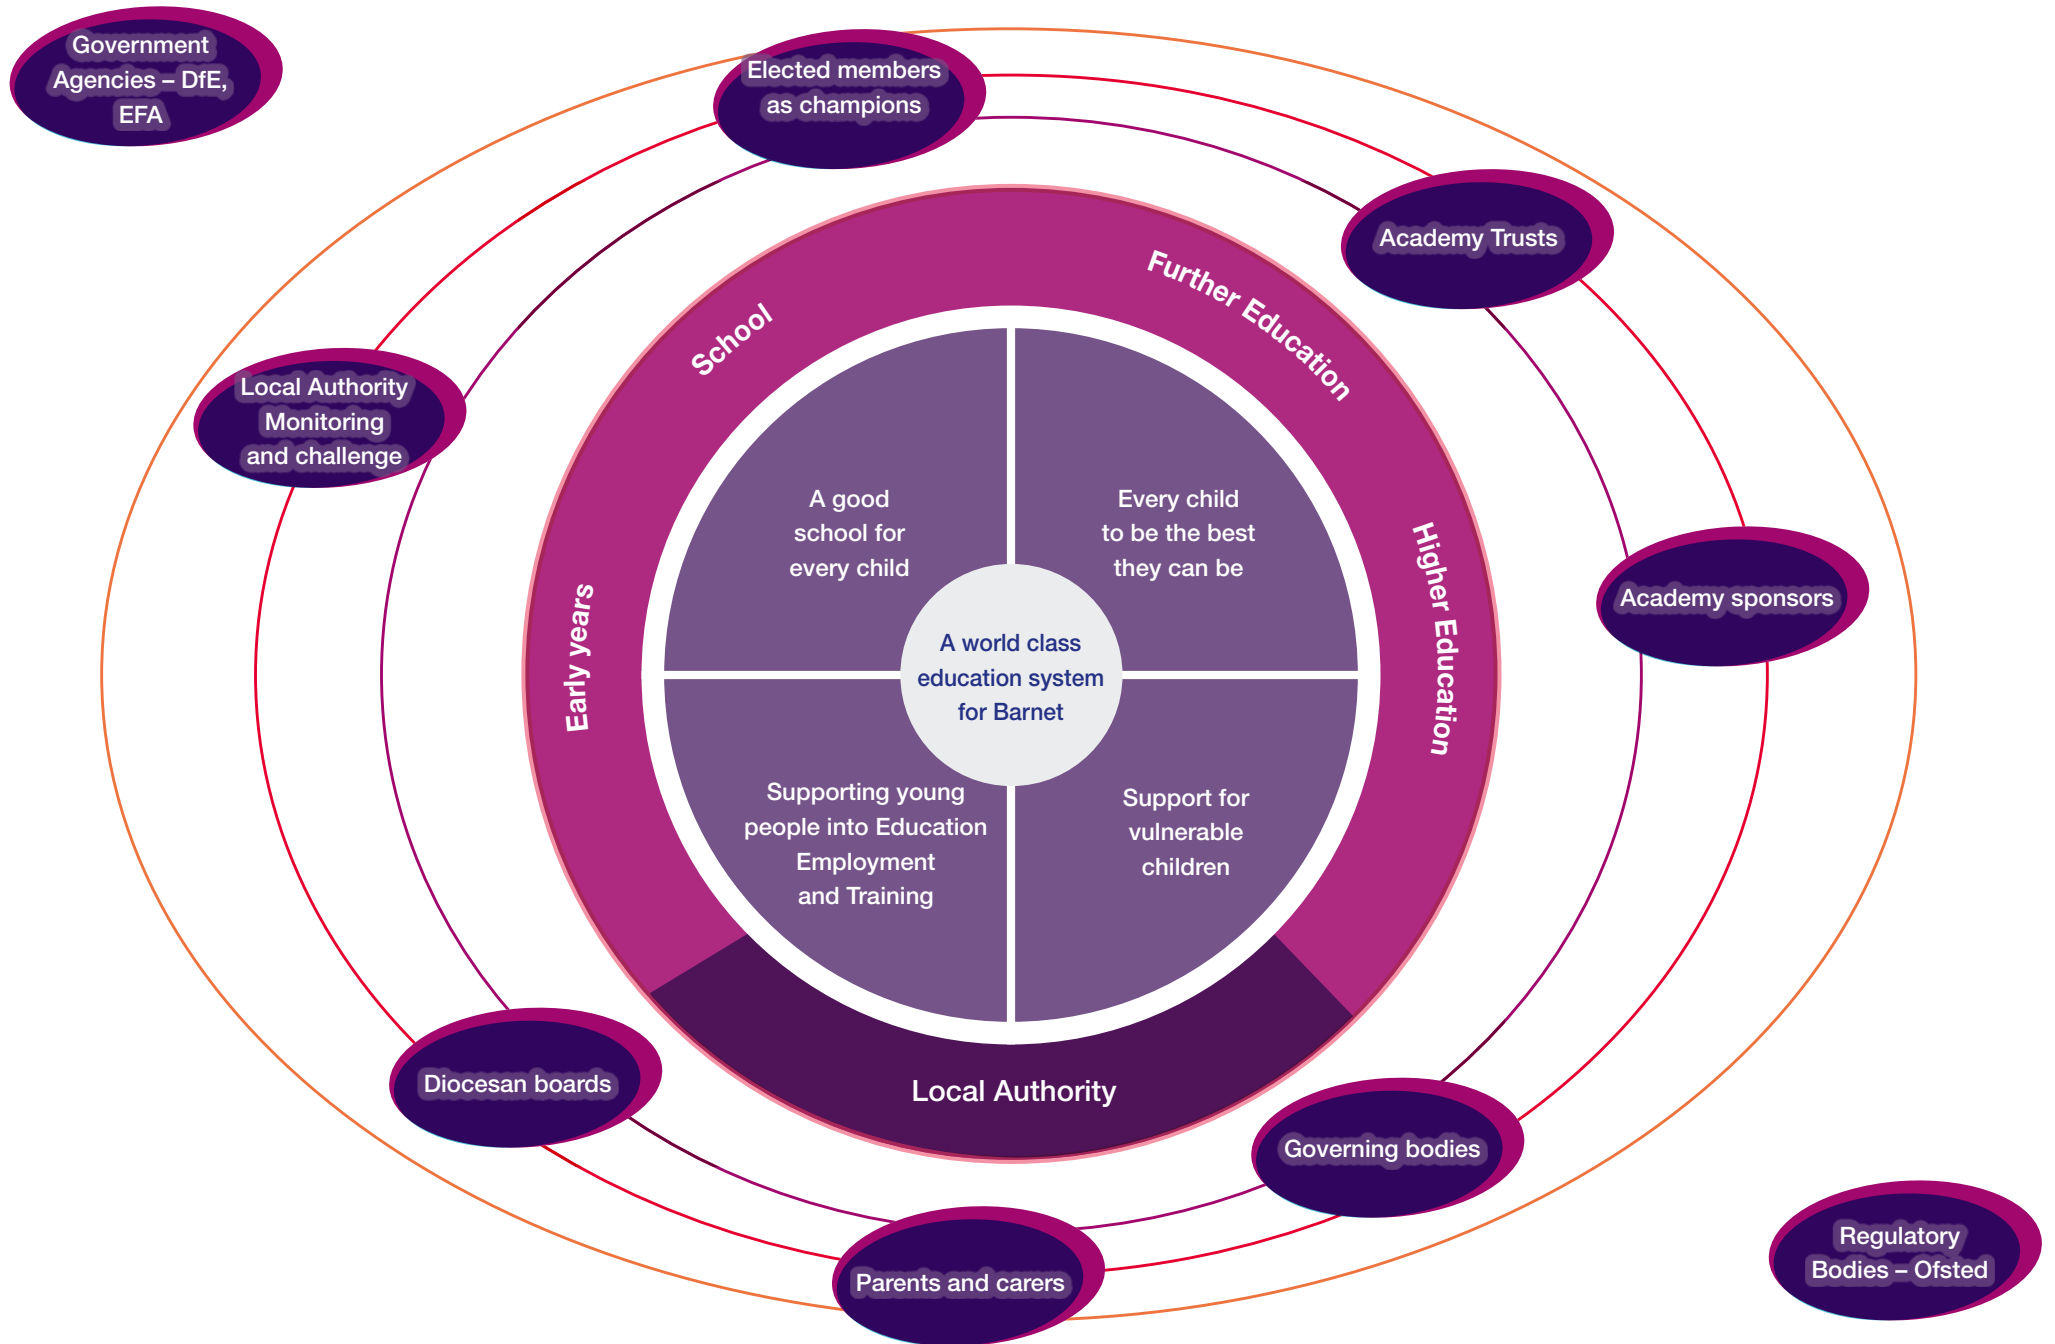 Government
Agencies – DfE,
EFA
Elected members
as champions
Academy Trusts
Local Authority
Monitoring
and challenge
Academy sponsors
School
Further Education
Early years
Higher Education
A good
school for
every child
Every child
to be the best
they can be
A world class
education system
for Barnet
Supporting young
people into Education
Employment
and Training
Support for
vulnerable
children
Local Authority
Diocesan boards
Governing bodies
Parents and carers
Regulatory
Bodies – Ofsted